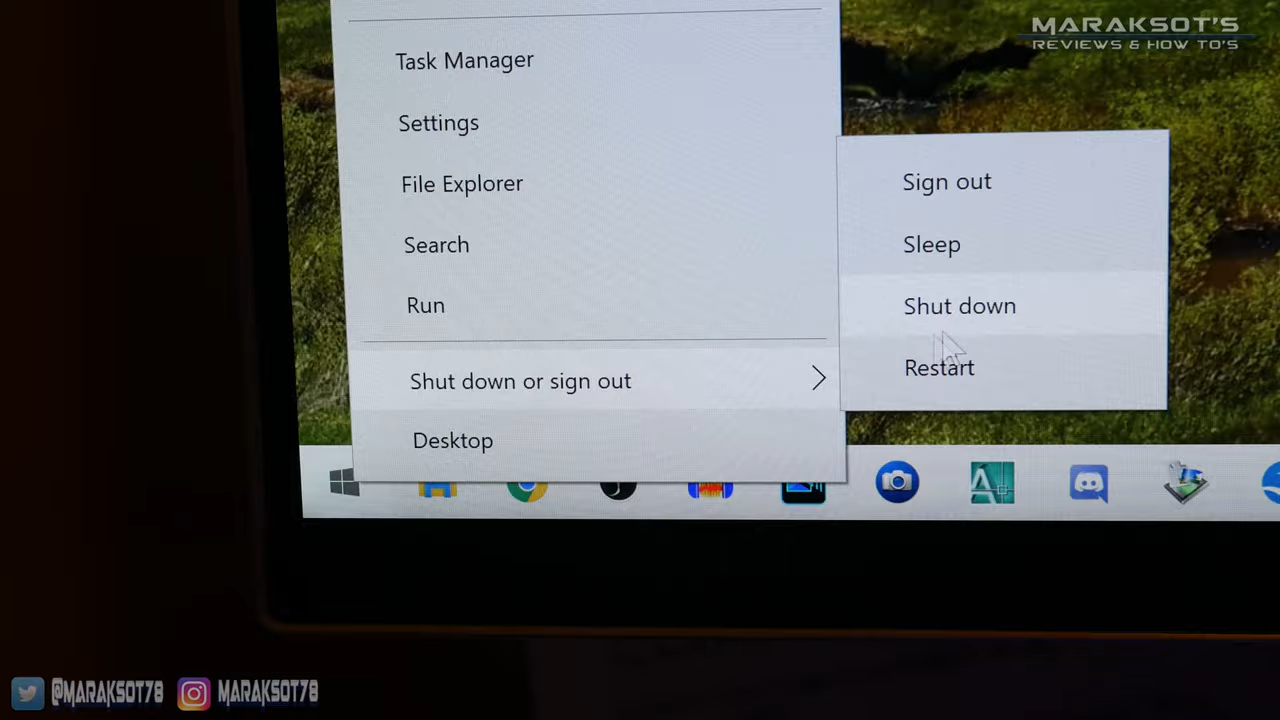 MARAKSOT'S
REVIEWS & HOW TO'S
Task Manager
Settings
File Explorer
Search
Run
Shut down or sign out
Desktop
Sign out
Sleep
Shut down
Restart
@MARAKSOT78
MARAKSOT78